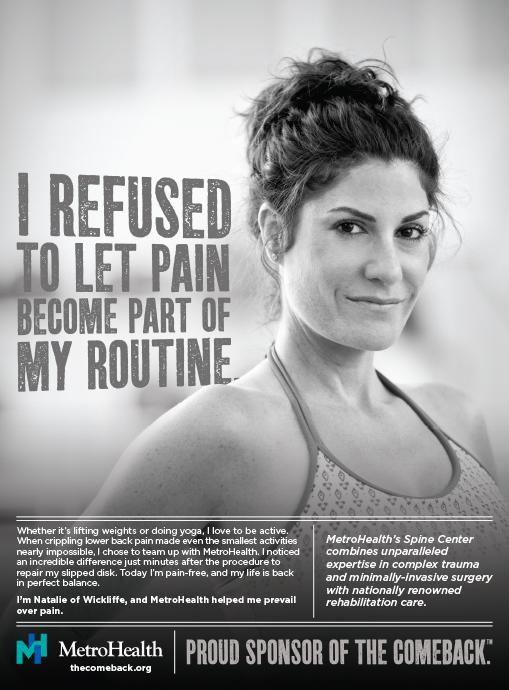 I REFUSED
TO LET PAIN
BECOME PART OF
MY ROUTINE.
Whether it's lifting weights or doing yoga, I love to be active.
When crippling lower back pain made even the smallest activities
nearly impossible, I chose to team up with MetroHealth. I noticed
an incredible difference just minutes after the procedure to
repair my slipped disk. Today I'm pain-free, and my life is back
in perfect balance.
I'm Natalie of Wickliffe, and MetroHealth helped me prevail
over pain.
MetroHealth's Spine Center
combines unparalleled
expertise in complex trauma
and minimally-invasive surgery
with nationally renowned
rehabilitation care.
MetroHealth
thecomeback.org
PROUD SPONSOR OF THE COMEBACK.™